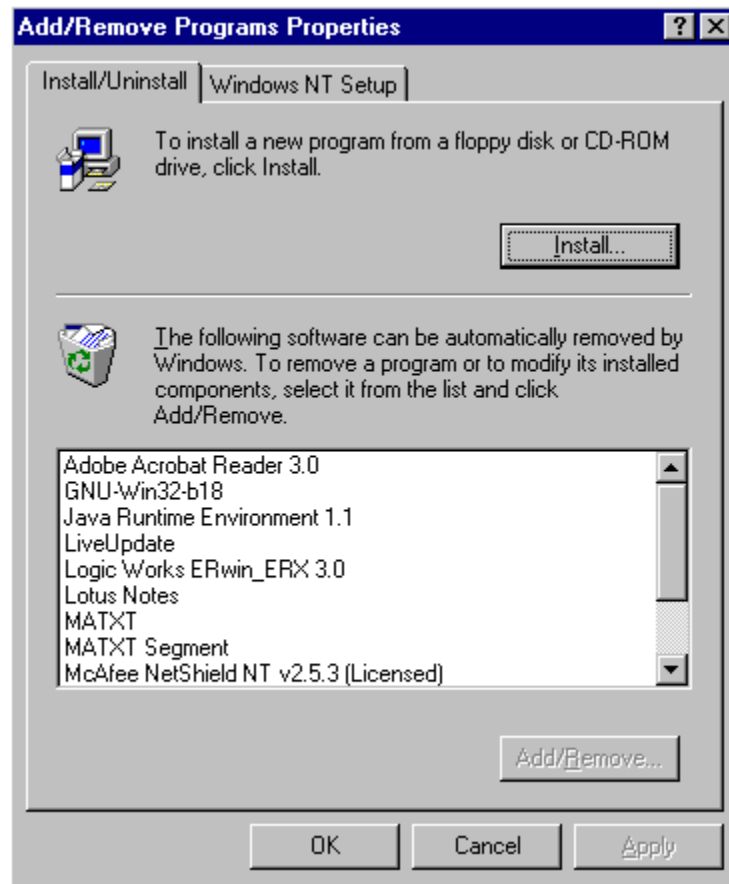 Add/Remove Programs Properties
Install/Uninstall
Windows NT Setup
To install a new program from a floppy disk or CD-ROM
drive, click Install.
Install...
The following software can be automatically removed by
Windows. To remove a program or to modify its installed
components, select it from the list and click
Add/Remove.
Adobe Acrobat Reader 3.0
GNU-Win32-b18
Java Runtime Environment 1.1
LiveUpdate
Logic Works ERwin_ERX 3.0
Lotus Notes
MATXT
MATXT Segment
McAfee NetShield NT v2.5.3 (Licensed)
Add/Remove...
OK
Cancel
Apply